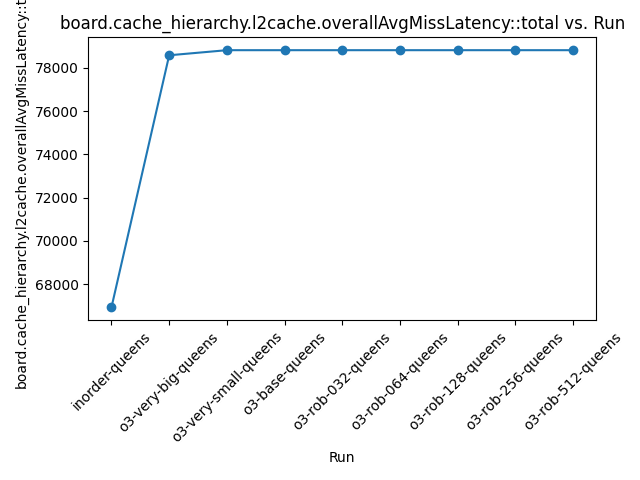 board.cache_hierarchy.l2cache.overallAvgMissLatency::total vs. Run
board.cache_hierarchy.l2cache.overallAvgMissLatency::t
78000
76000
74000
72000
70000
68000
inorder-queens
o3-very-big-queens
o3-very-small-queens
o3-base-queens
o3-rob-032-queens
o3-rob-064-queens
o3-rob-128-queens
o3-rob-256-queens
o3-rob-512-queens
Run